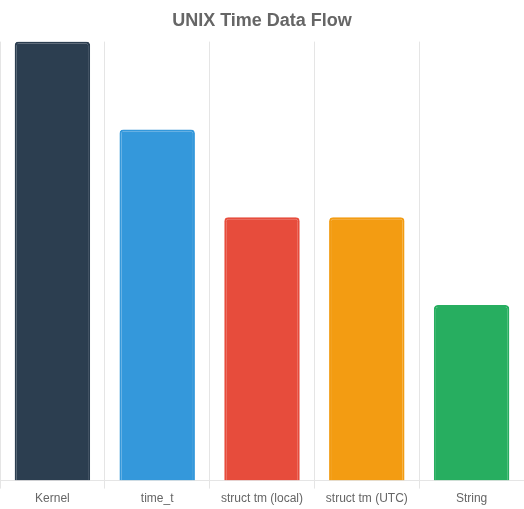 UNIX Time Data Flow
Kernel
time_t
struct tm (local)
struct tm (UTC)
String